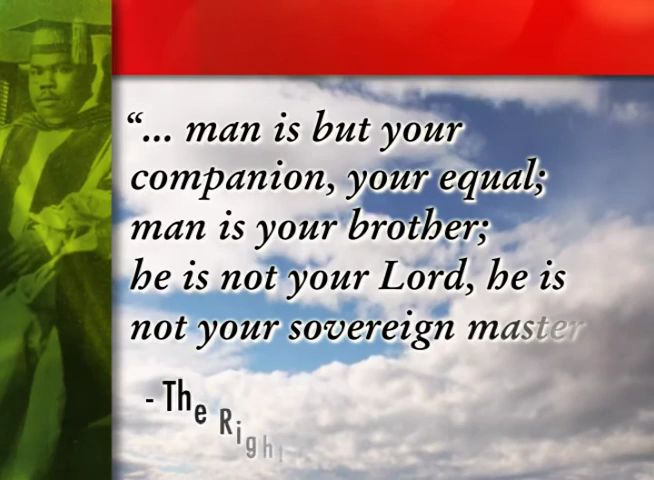 “... man is but your
companion, your equal;
man is your brother;
he is not your Lord, he is
not your sovereign master
- The Righ